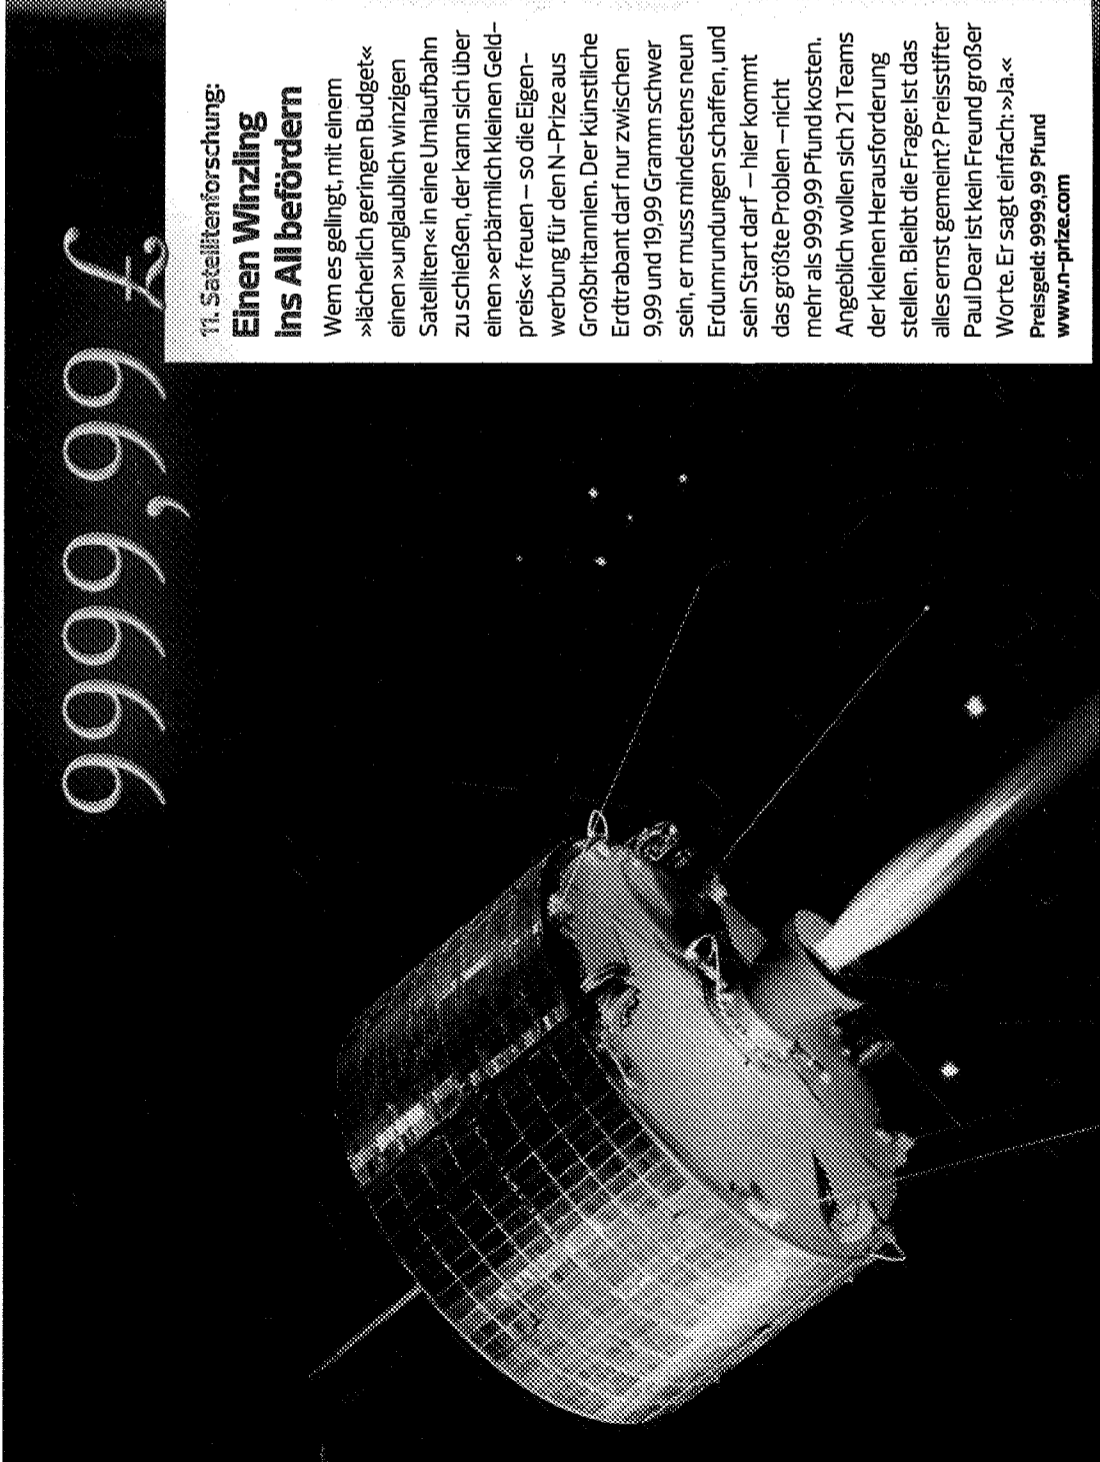 9999,99 £
11. Satellitenforschung:
Einen Winzling
ins All befördern
Wem es gelingt, mit einem
»lächerlich geringen Budget«
einen »unglaublich winzigen
Satelliten« in eine Umlaufbahn
zu schießen, der kann sich über
einen »erbärmlich kleinen Geld-
preis« freuen – so die Eigen-
werbung für den N-Prize aus
Großbritannien. Der künstliche
Erdtrabant darf nur zwischen
9,99 und 19,99 Gramm schwer
sein, er muss mindestens neun
Erdumrundungen schaffen, und
sein Start darf – hier kommt
das größte Problen – nicht
mehr als 999,99 Pfund kosten.
Angeblich wollen sich 21 Teams
der kleinen Herausforderung
stellen. Bleibt die Frage: Ist das
alles ernst gemeint? Preisstifter
Paul Dear ist kein Freund großer
Worte. Er sagt einfach: »Ja.«
Preisgeld: 9999,99 Pfund
www.n-prize.com